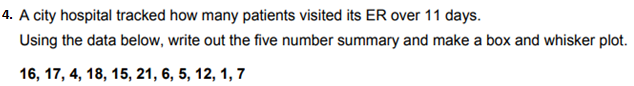 4. A city hospital tracked how many patients visited its ER over 11 days.
Using the data below, write out the five number summary and make a box and whisker plot.
16, 17, 4, 18, 15, 21, 6, 5, 12, 1, 7